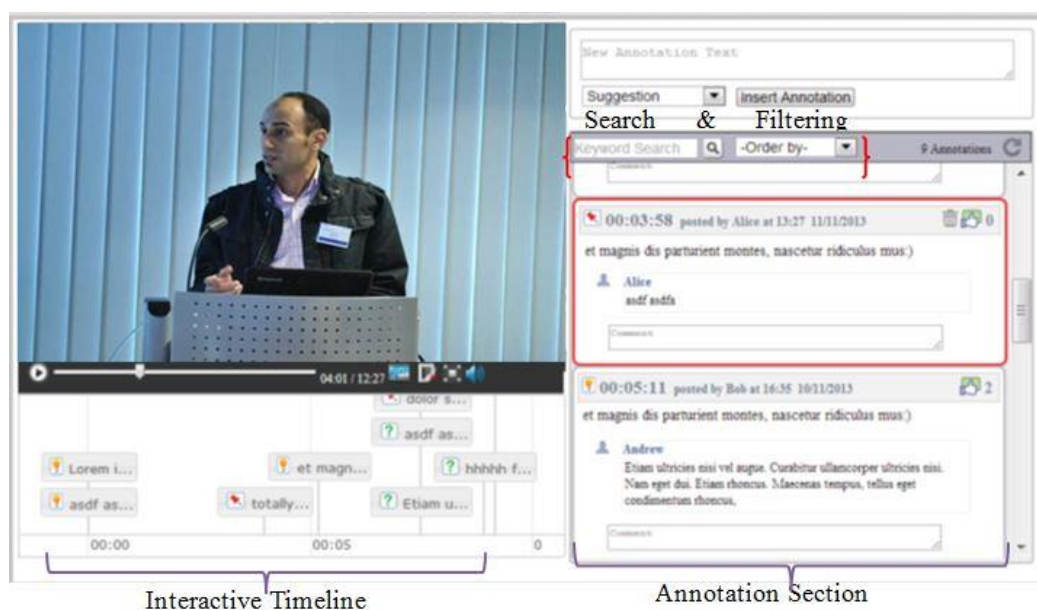 New Annotation Text
Suggestion
Insert Annotation
Search & Filtering
Keyword Search
-Order by-
9 Annotations
Comment
00:03:58 posted by Alice at 13:27 11/11/2013
0
et magnis dis parturient montes, nascetur ridiculus mus:)
Alice
asdf asdfa
Comment
00:05:11 posted by Bob at 16:35 10/11/2013
2
et magnis dis parturient montes, nascetur ridiculus mus:)
Andrew
Etiam ultricies nisi vel augue. Curabitur ullamcorper ultricies nisi.
Nam eget dui. Etiam rhoncus. Maecenas tempus, tellus eget
condimentum rhoncus,
Comment
04:01 / 12:27
dolor s...
? asdf as...
Lorem i...
et magn...
? hhhhh f...
asdf as...
totally...
? Etiam u...
00:00
00:05
0
Interactive Timeline
Annotation Section